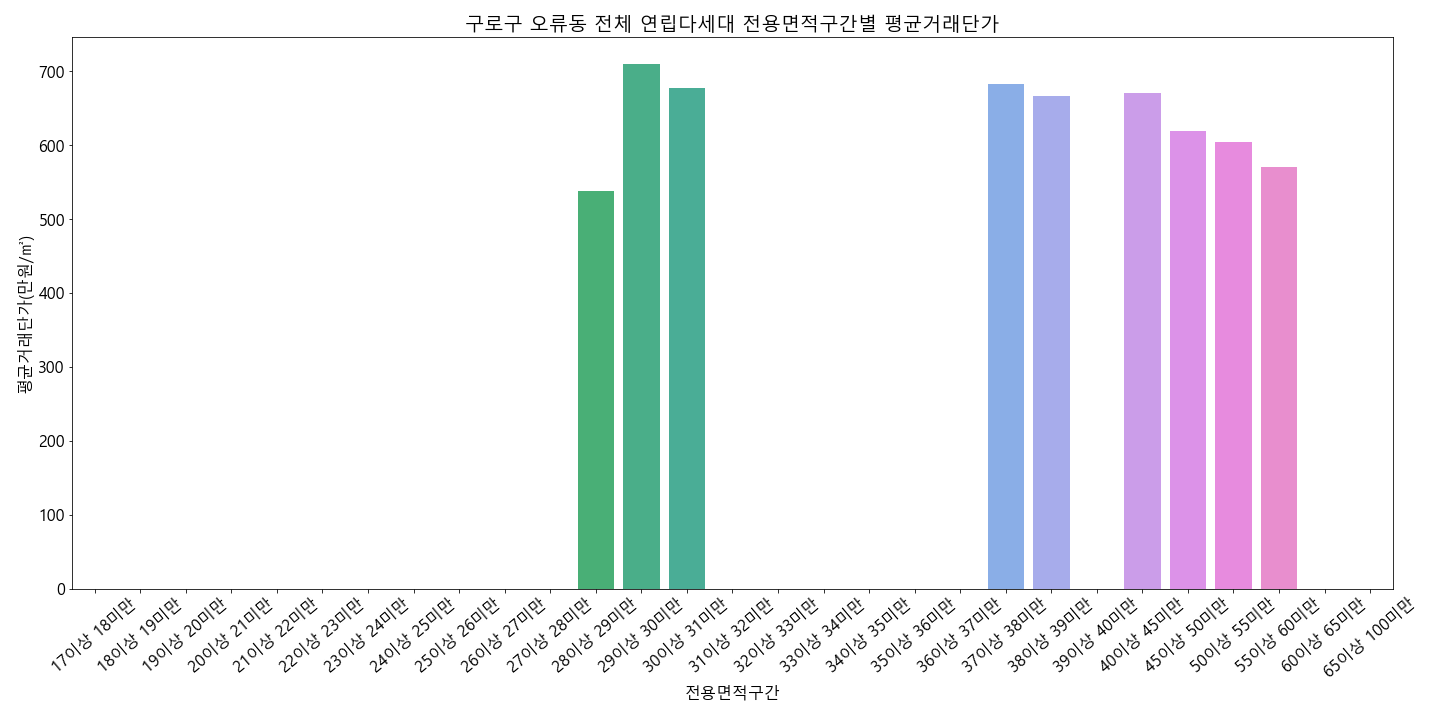 구로구 오류동 전체 연립다세대 전용면적구간별 평균거래단가
평균거래단가(만원/㎡)
700
600
500
400
300
200
100
0
17이상 18미만
18이상 19미만
19이상 20미만
20이상 21미만
21이상 22미만
22이상 23미만
23이상 24미만
24이상 25미만
25이상 26미만
26이상 27미만
27이상 28미만
28이상 29미만
29이상 30미만
30이상 31미만
31이상 32미만
32이상 33미만
33이상 34미만
34이상 35미만
35이상 36미만
36이상 37미만
37이상 38미만
38이상 39미만
39이상 40미만
40이상 45미만
45이상 50미만
50이상 55미만
55이상 60미만
60이상 65미만
65이상 100미만
전용면적구간